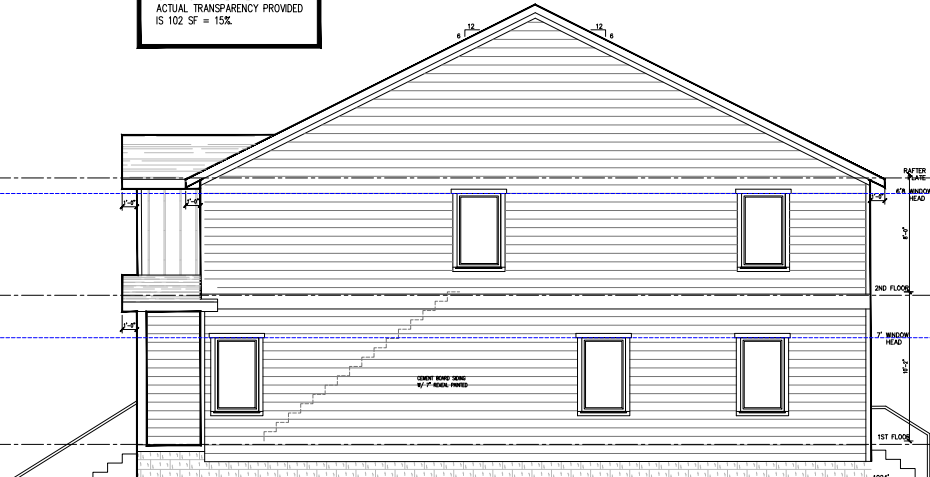 ACTUAL TRANSPARENCY PROVIDED
IS 102 SF = 15%.
12
6
12
6
RAFTER
PLATE
6'8 WINDOW
HEAD
1'-0"
1'-0"
1'-0"
8'-0"
2ND FLOOR
1'-0"
7' WINDOW
HEAD
10'-2"
CEMENT BOARD SIDING
W/ 7" REVEAL PAINTED
1ST FLOOR